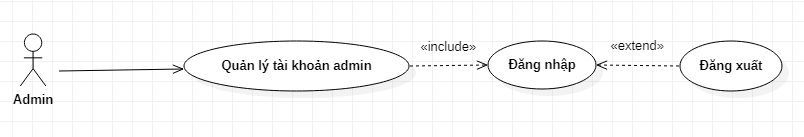 Admin
Quản lý tài khoản admin
«include»
Đăng nhập
«extend»
Đăng xuất